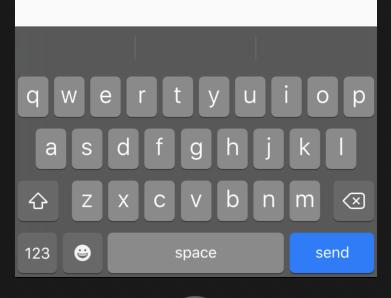 q w e r t y u i o p
a s d f g h j k l
z x c v b n m
123 space send